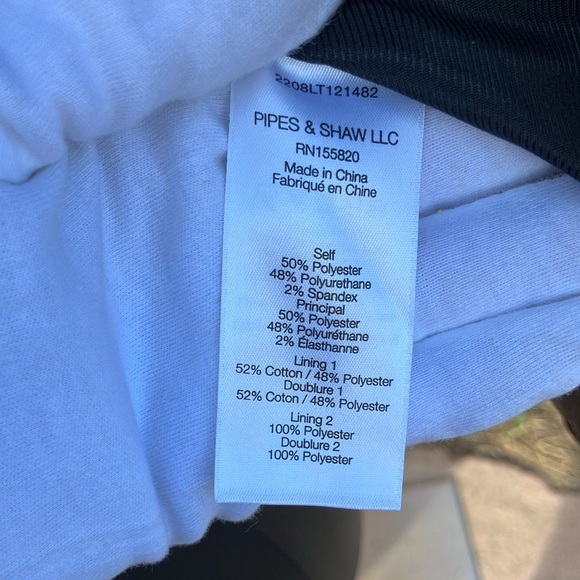 2208LT121482
PIPES & SHAW LLC
RN155820
Made in China
Fabriqué en Chine
Self
50% Polyester
48% Polyurethane
2% Spandex
Principal
50% Polyester
48% Polyuréthane
2% Élasthanne
Lining 1
52% Cotton / 48% Polyester
Doublure 1
52% Coton / 48% Polyester
Lining 2
100% Polyester
Doublure 2
100% Polyester